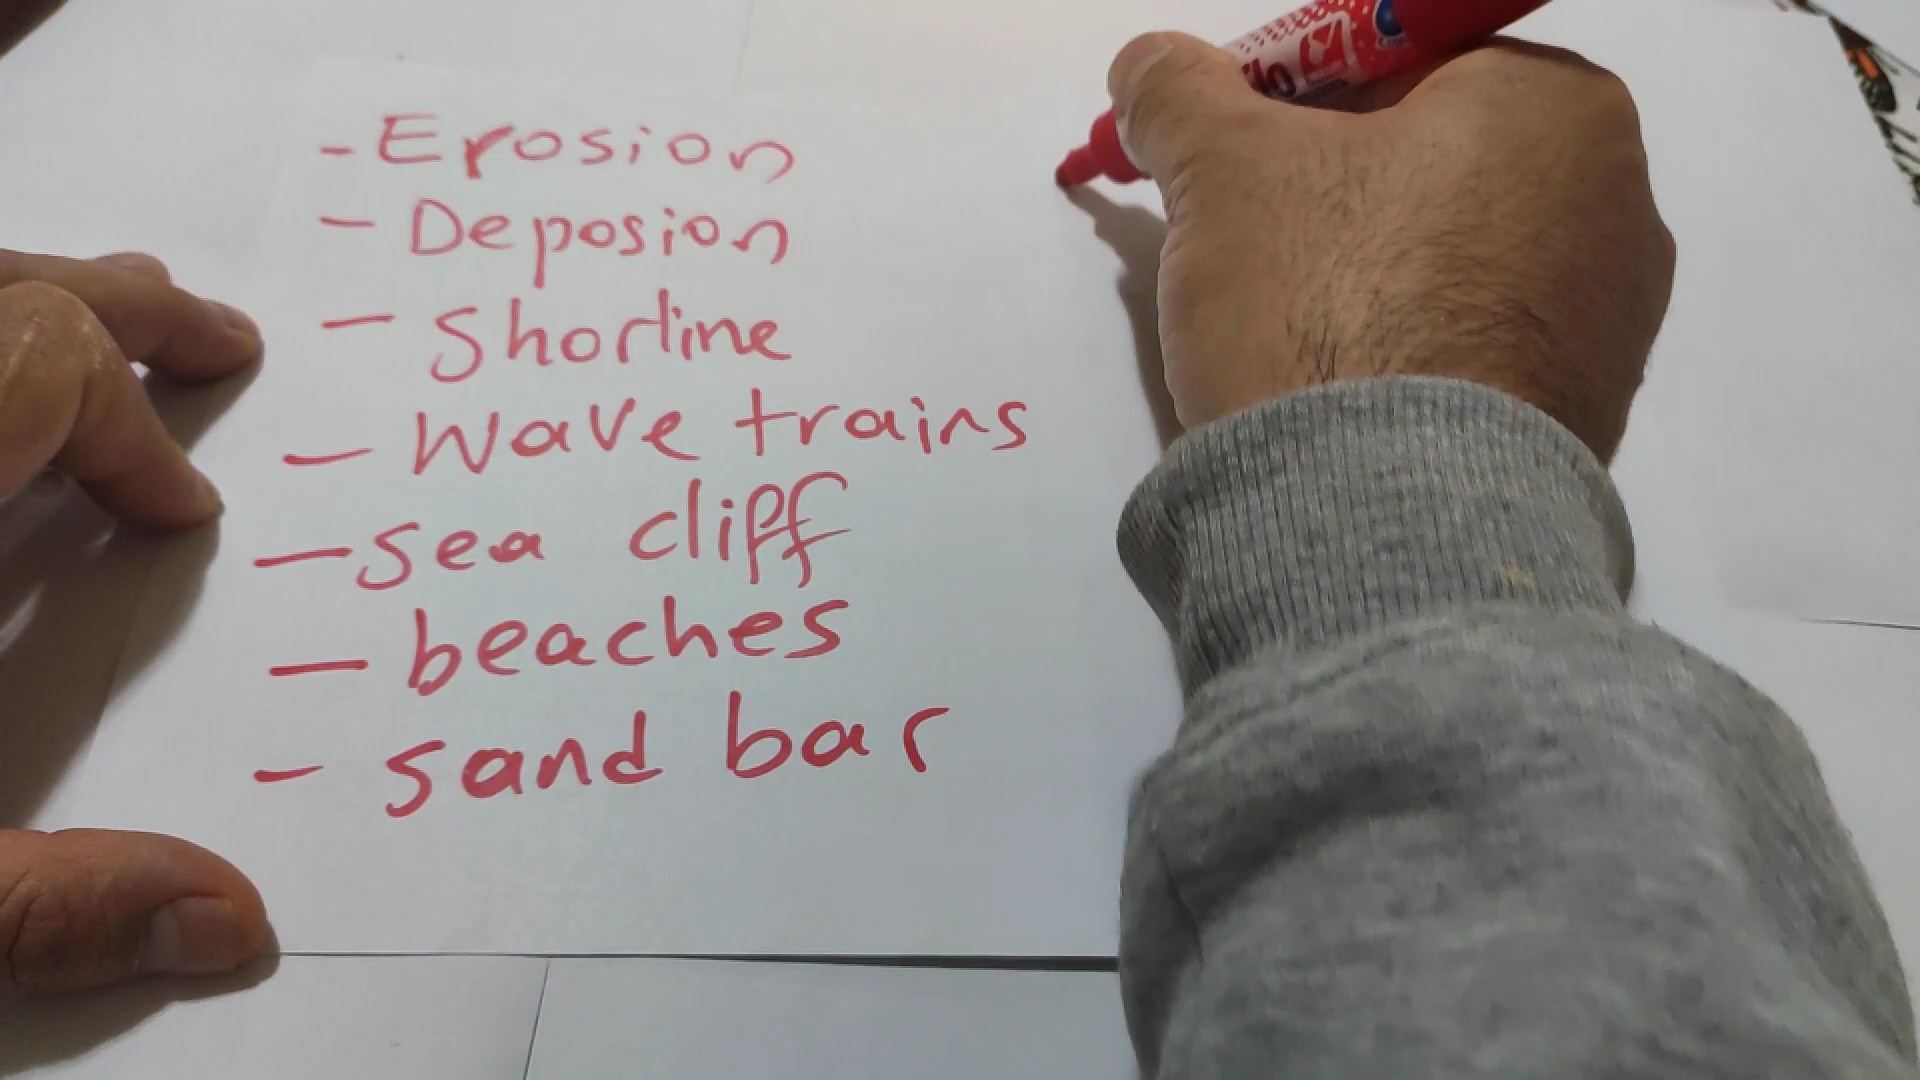 - Erosion
- Deposion
- Shorline
- Wave trains
- sea cliff
- beaches
- sand bar